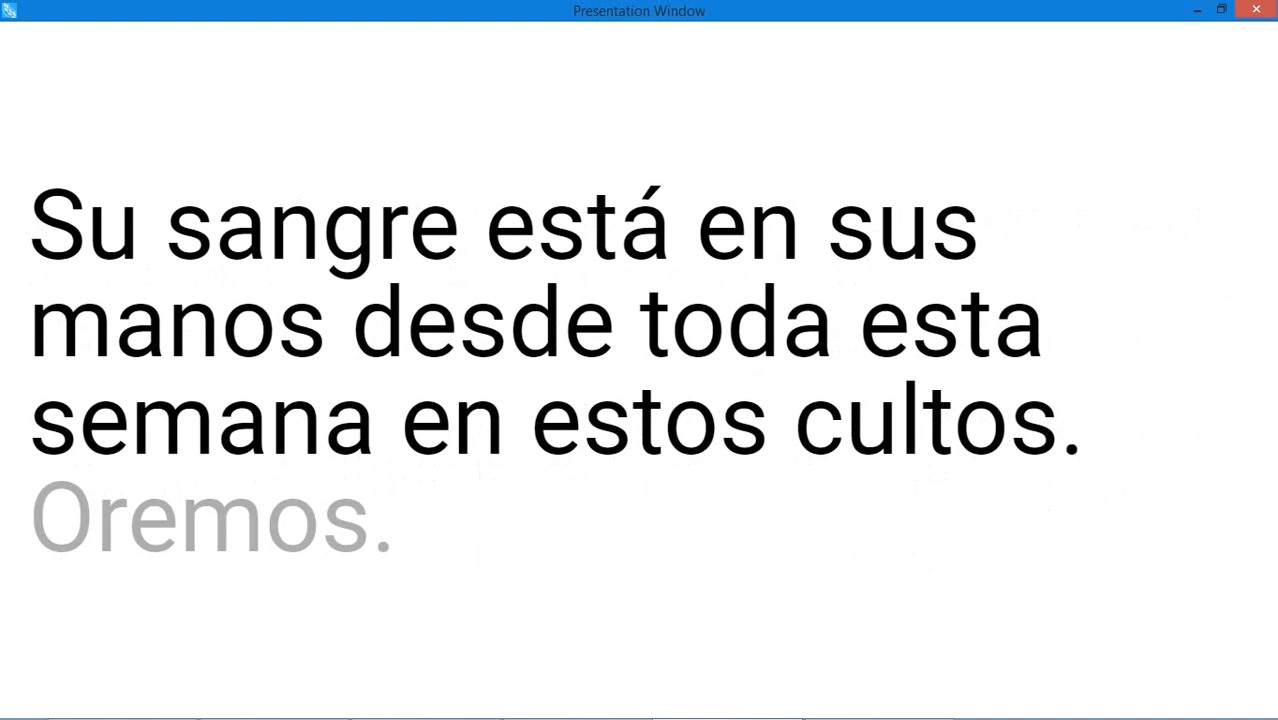 Presentation Window
Su sangre está en sus
manos desde toda esta
semana en estos cultos.
Oremos.